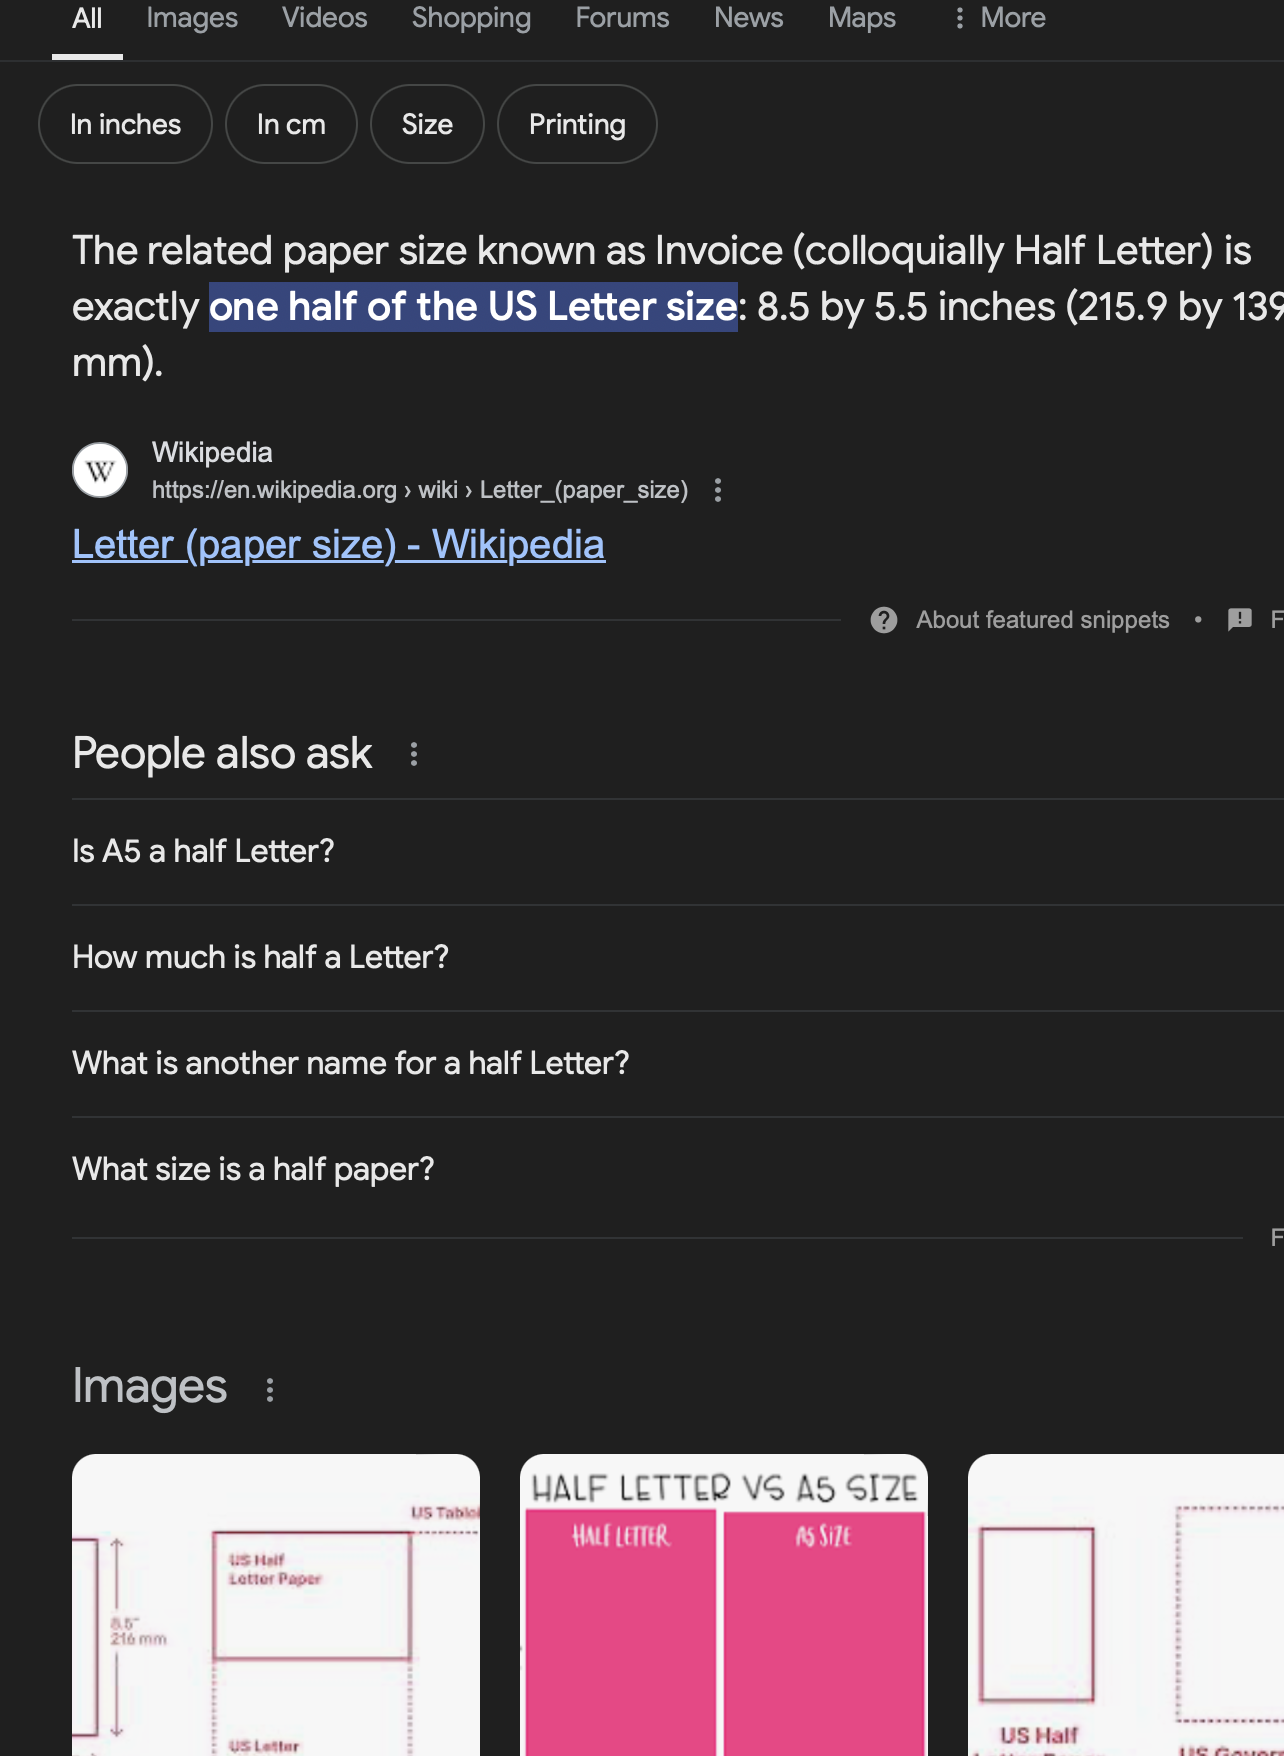 All Images Videos Shopping Forums News Maps More
In inches In cm Size Printing
The related paper size known as Invoice (colloquially Half Letter) is
exactly one half of the US Letter size: 8.5 by 5.5 inches (215.9 by 139
mm).
Wikipedia
https://en.wikipedia.org › wiki › Letter_(paper_size)
Letter (paper size) - Wikipedia
About featured snippets • F
People also ask
Is A5 a half Letter?
How much is half a Letter?
What is another name for a half Letter?
What size is a half paper?
F
Images
US Tabloi
US Half
Letter Paper
8.5"
216 mm
US Letter
HALF LETTER VS A5 SIZE
HALF LETTER
A5 SIZE
US Half